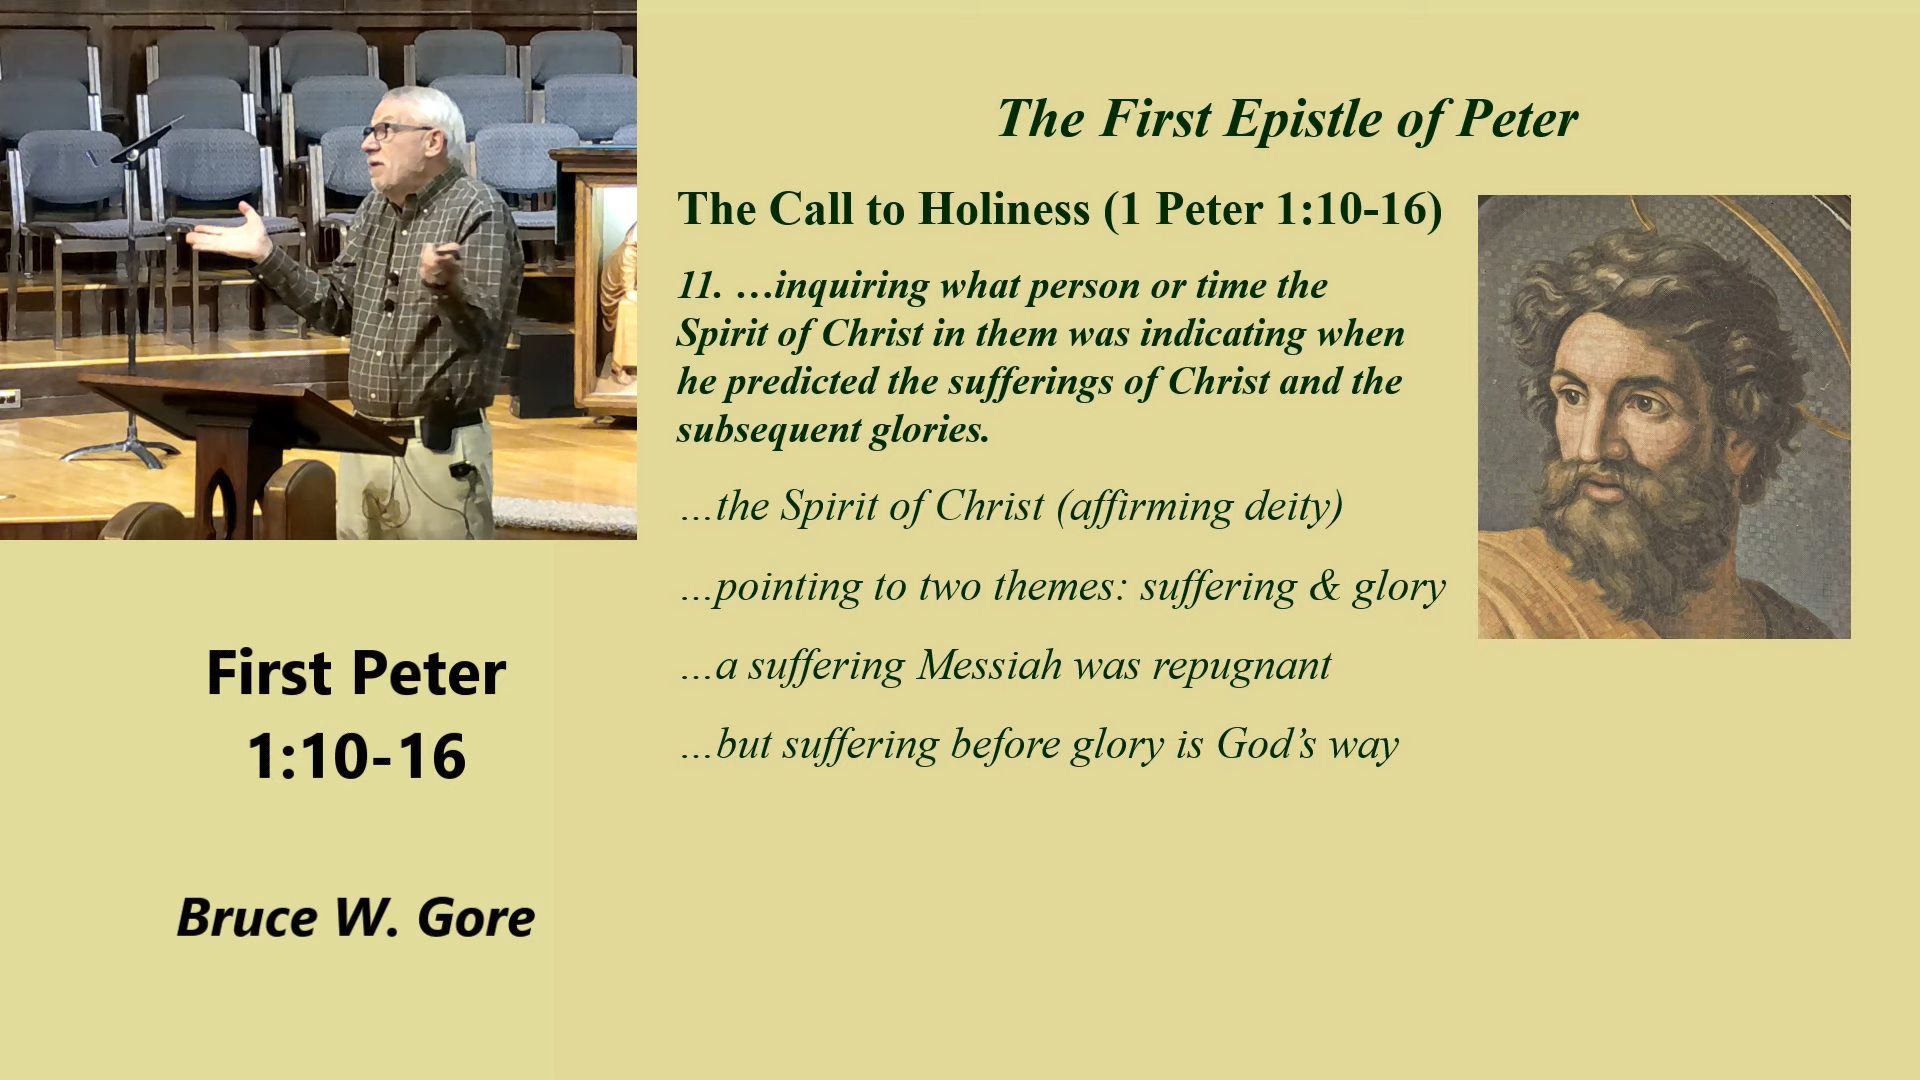 The First Epistle of Peter
The Call to Holiness (1 Peter 1:10-16)
11. …inquiring what person or time the
Spirit of Christ in them was indicating when
he predicted the sufferings of Christ and the
subsequent glories.
…the Spirit of Christ (affirming deity)
…pointing to two themes: suffering & glory
…a suffering Messiah was repugnant
…but suffering before glory is God’s way
First Peter
1:10-16
Bruce W. Gore